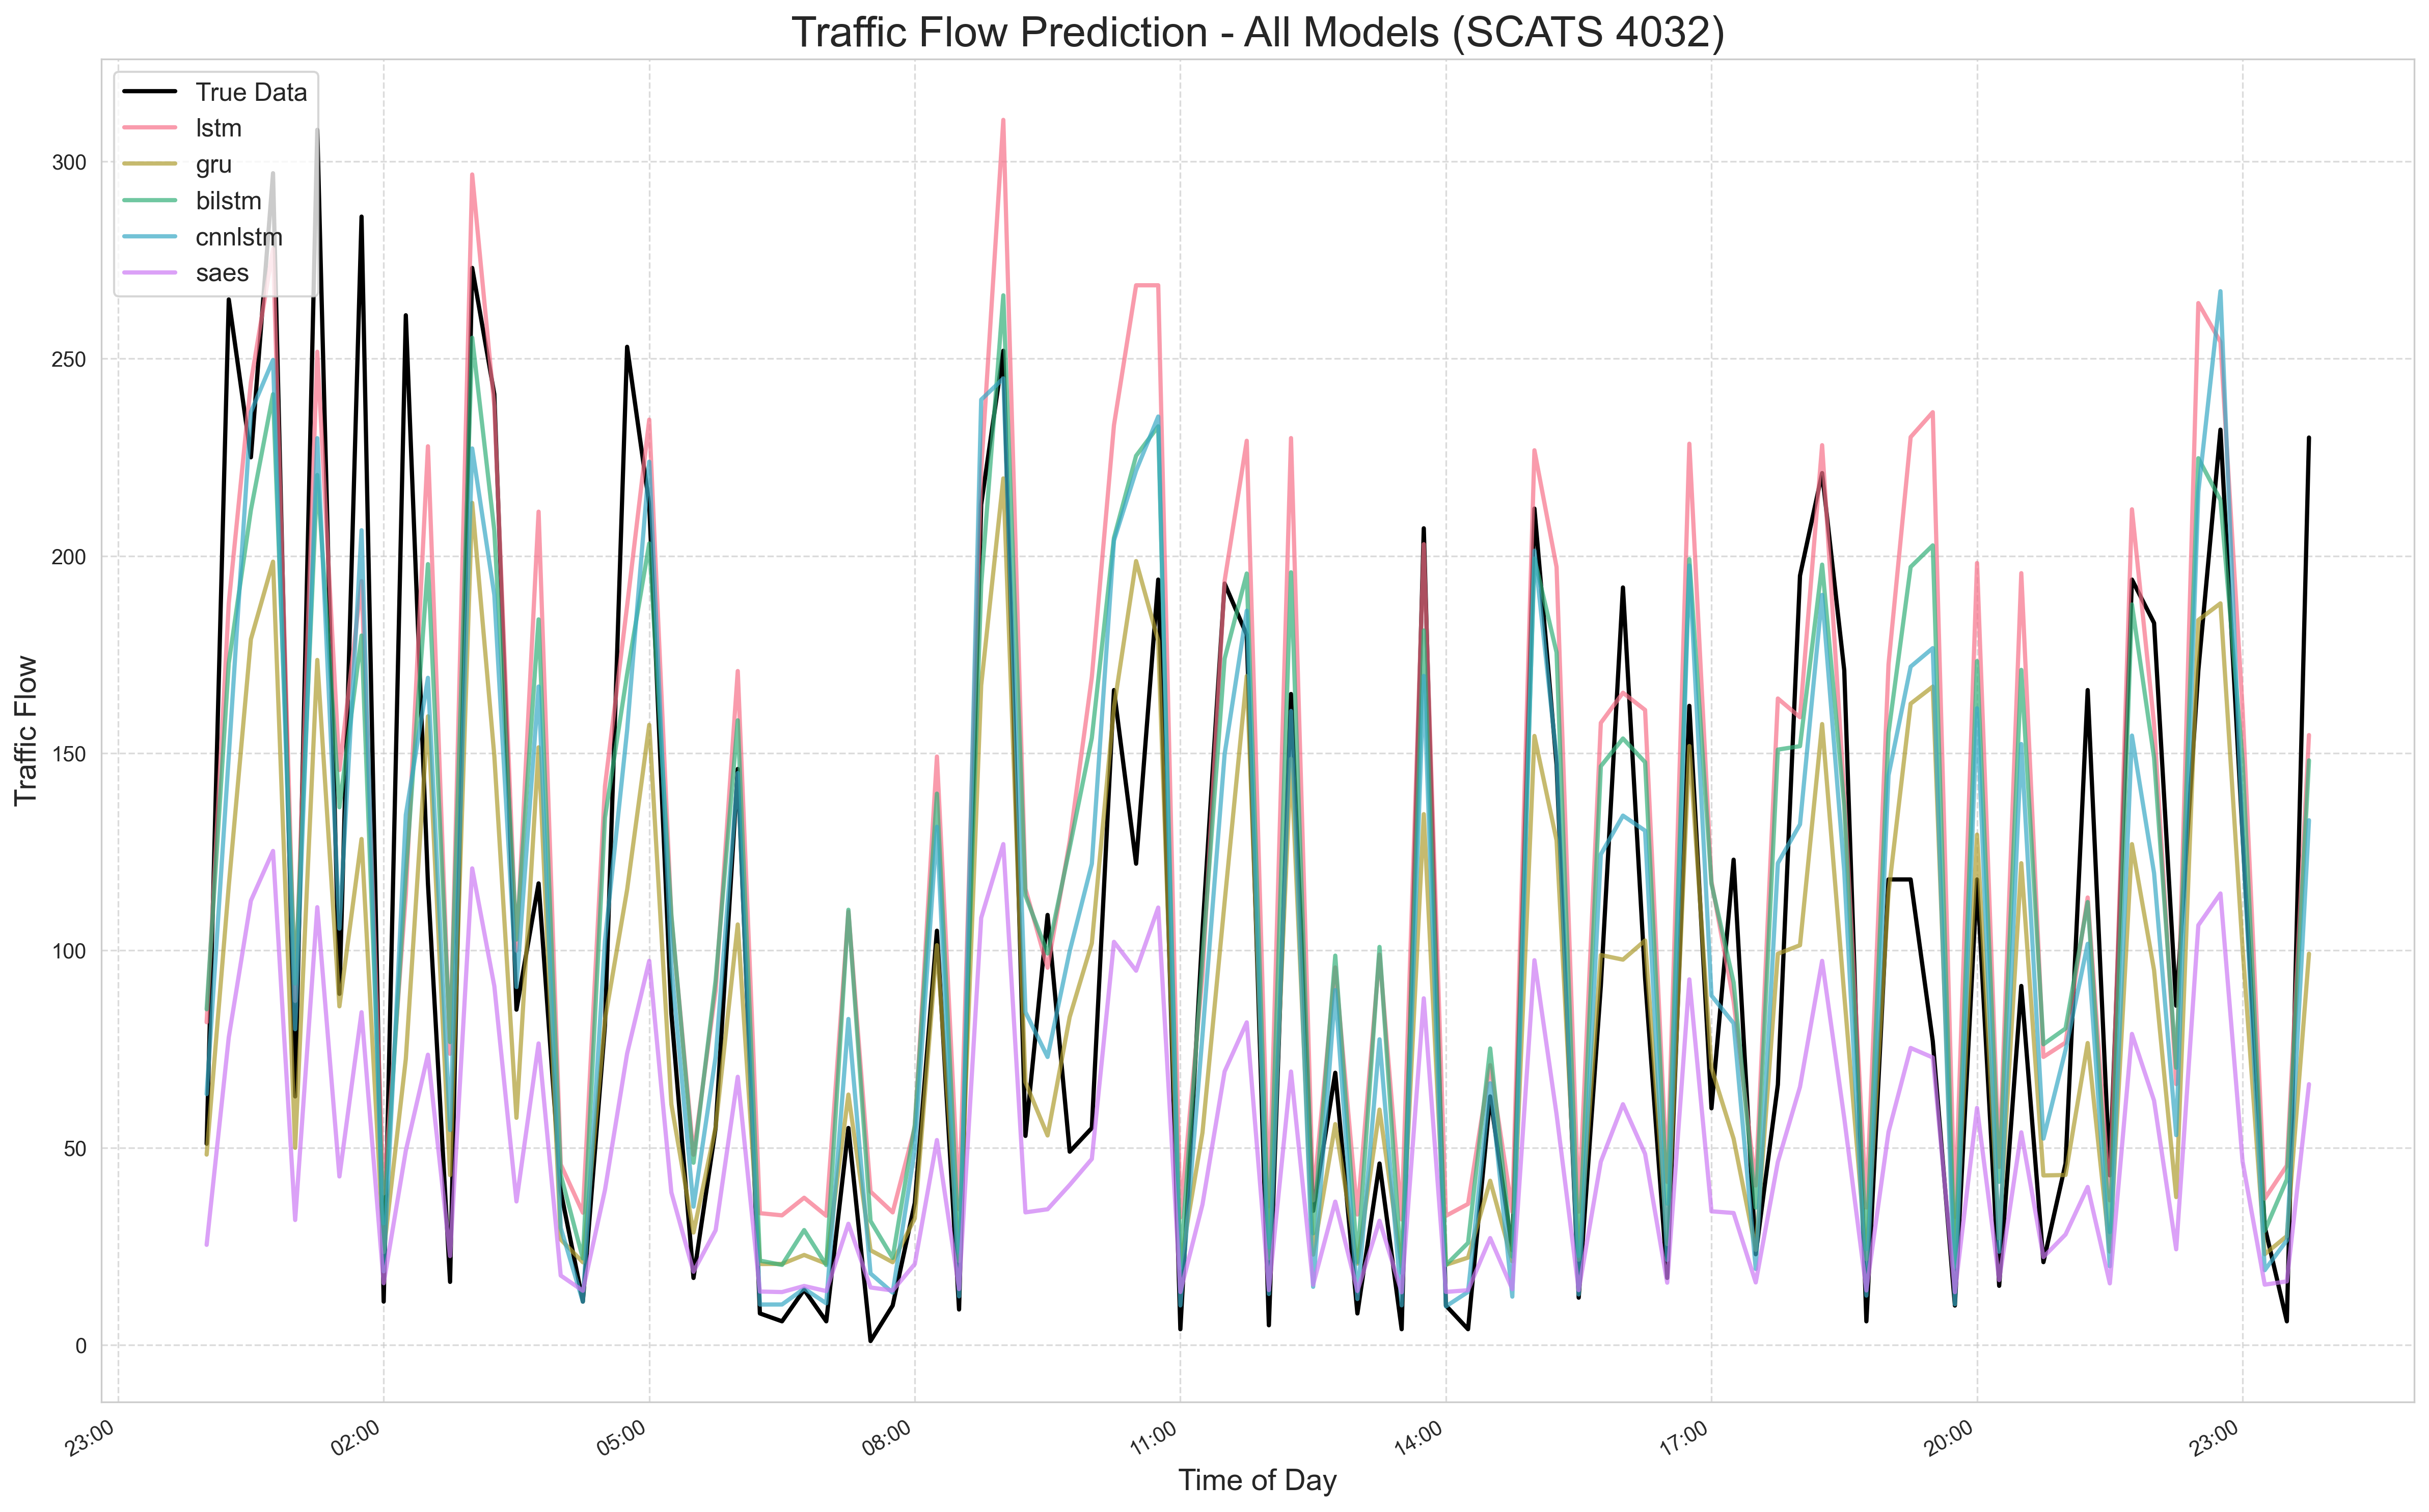 Traffic Flow Prediction - All Models (SCATS 4032)
True Data
lstm
gru
bilstm
cnnlstm
saes
300
250
200
150
100
50
0
Traffic Flow
23:00
02:00
05:00
08:00
11:00
14:00
17:00
20:00
23:00
Time of Day